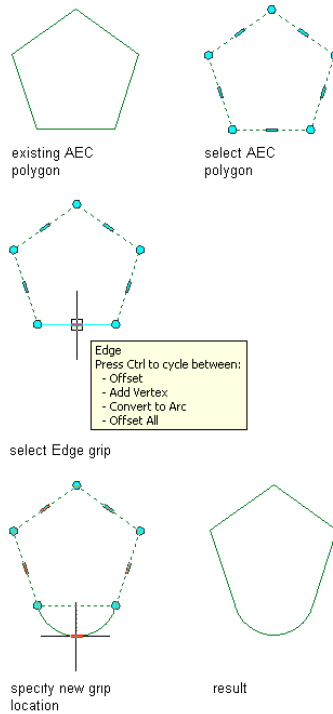 existing AEC
polygon
select AEC
polygon
Edge
Press Ctrl to cycle between:
- Offset
- Add Vertex
- Convert to Arc
- Offset All
select Edge grip
specify new grip
location
result